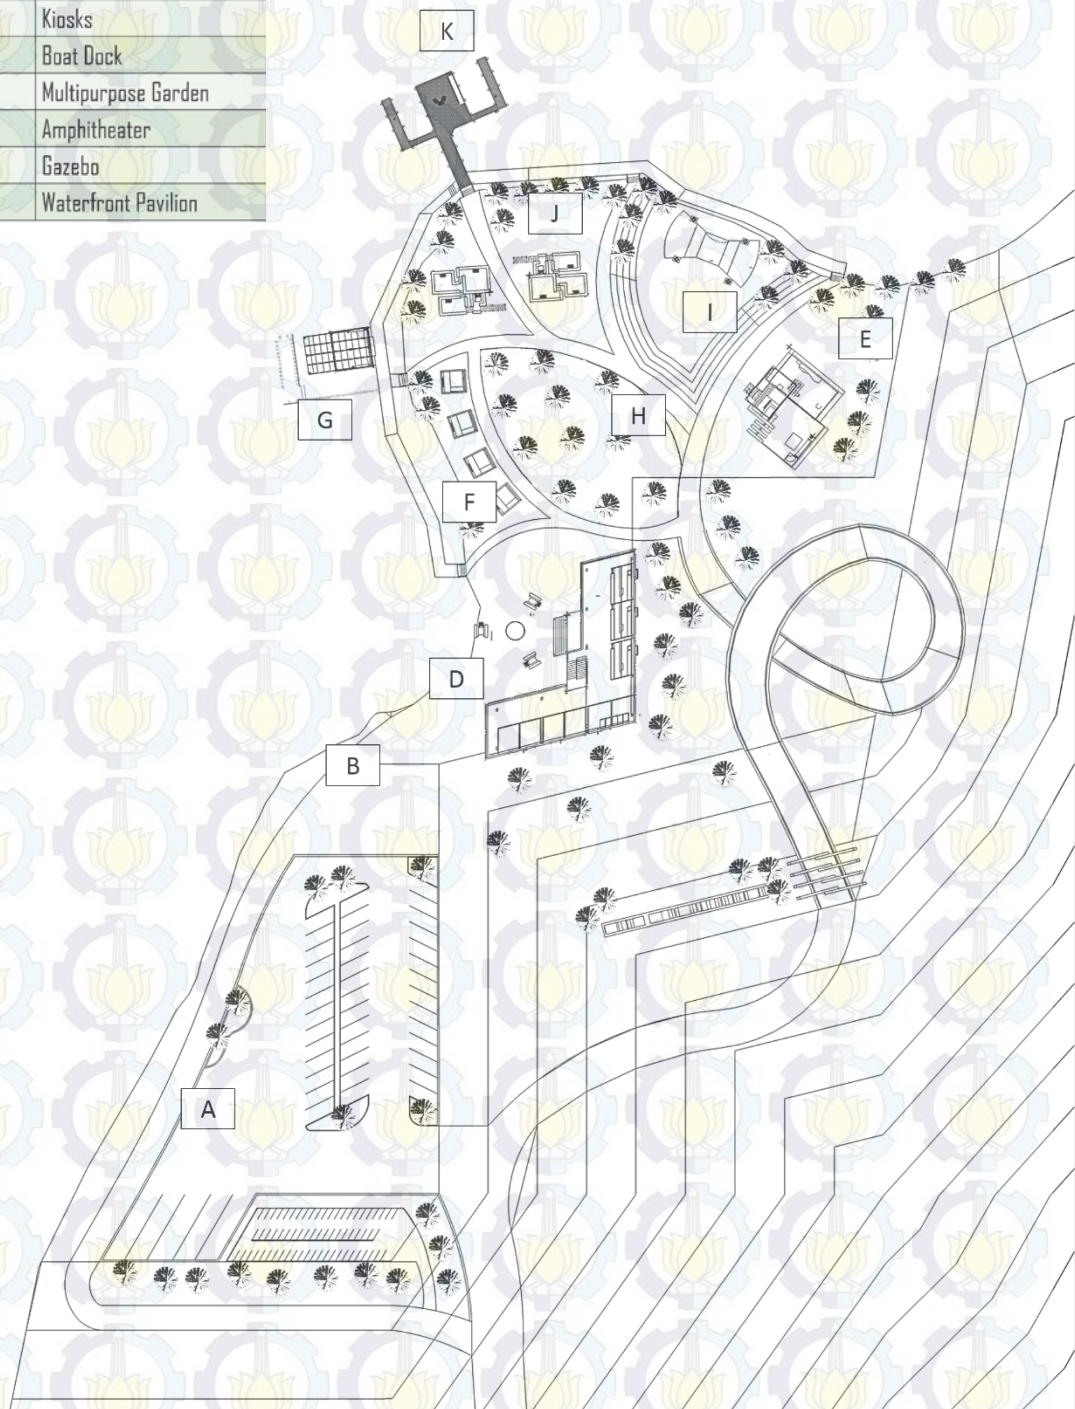 Kiosks
Boat Dock
Multipurpose Garden
Amphitheater
Gazebo
Waterfront Pavilion
K
J
I
E
G
H
F
D
B
A